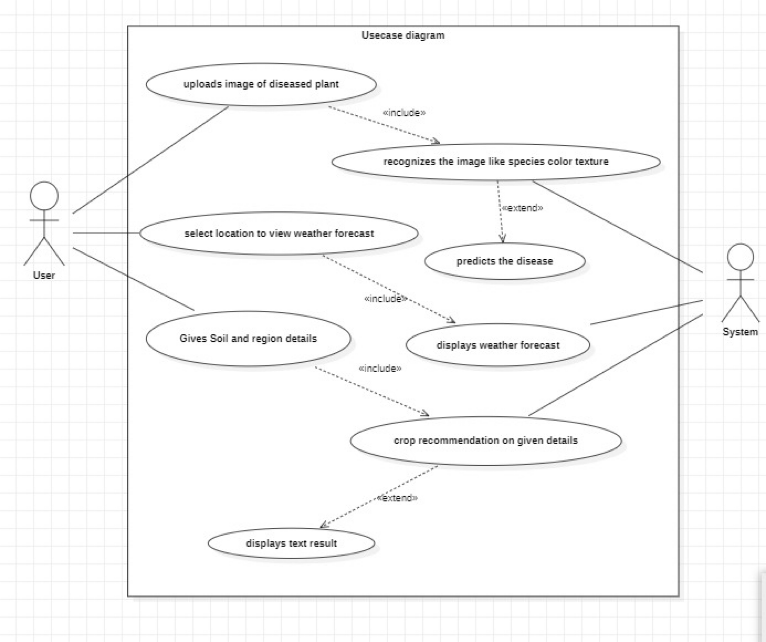 Usecase diagram
uploads image of diseased plant
«include»
recognizes the image like species color texture
«extend»
select location to view weather forecast
predicts the disease
User
«include»
System
Gives Soil and region details
displays weather forecast
«include»
crop recommendation on given details
«extend»
displays text result